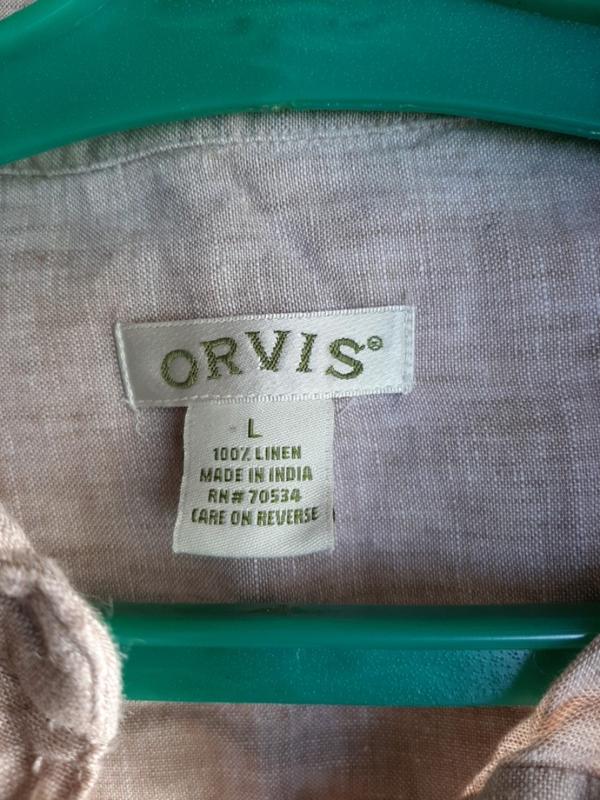 ORVIS®
L
100% LINEN
MADE IN INDIA
RN# 70534
CARE ON REVERSE